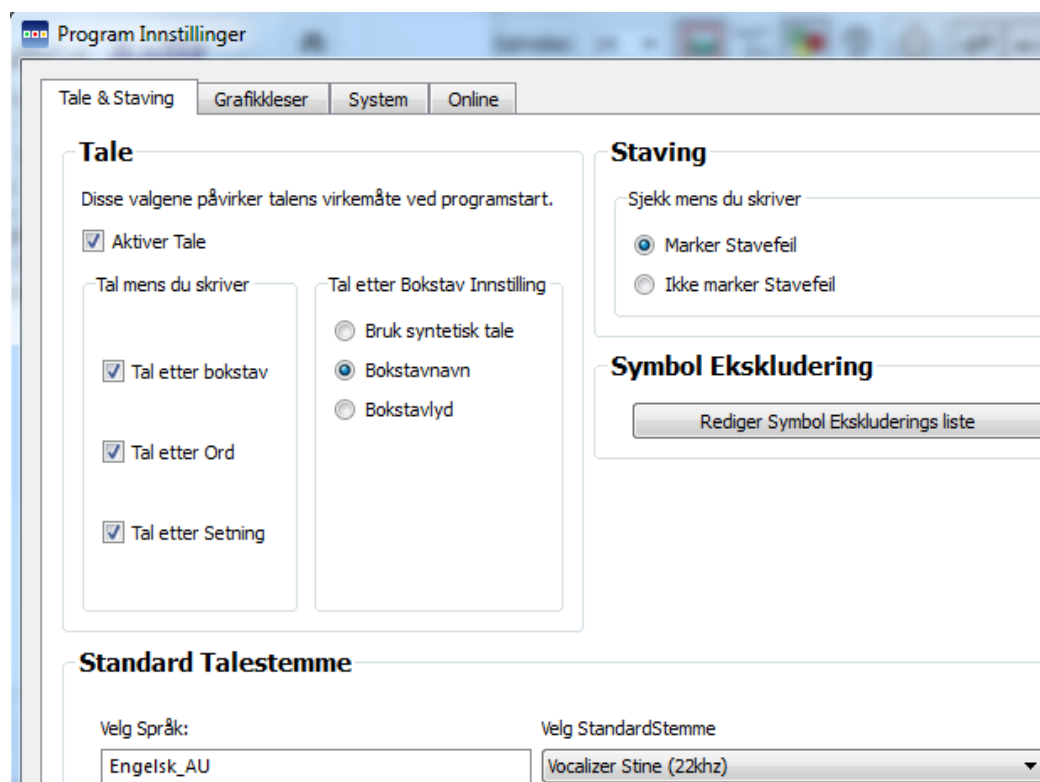 Program Innstillinger
Tale & Staving
Grafikkleser
System
Online
Tale
Disse valgene påvirker talens virkemåte ved programstart.
Aktiver Tale
Tal mens du skriver
Tal etter bokstav
Tal etter Ord
Tal etter Setning
Tal etter Bokstav Innstilling
Bruk syntetisk tale
Bokstavnavn
Bokstavlyd
Staving
Sjekk mens du skriver
Marker Stavefeil
Ikke marker Stavefeil
Symbol Ekskludering
Rediger Symbol Ekskluderings liste
Standard Talestemme
Velg Språk:
Engelsk_AU
Velg StandardStemme
Vocalizer Stine (22khz)